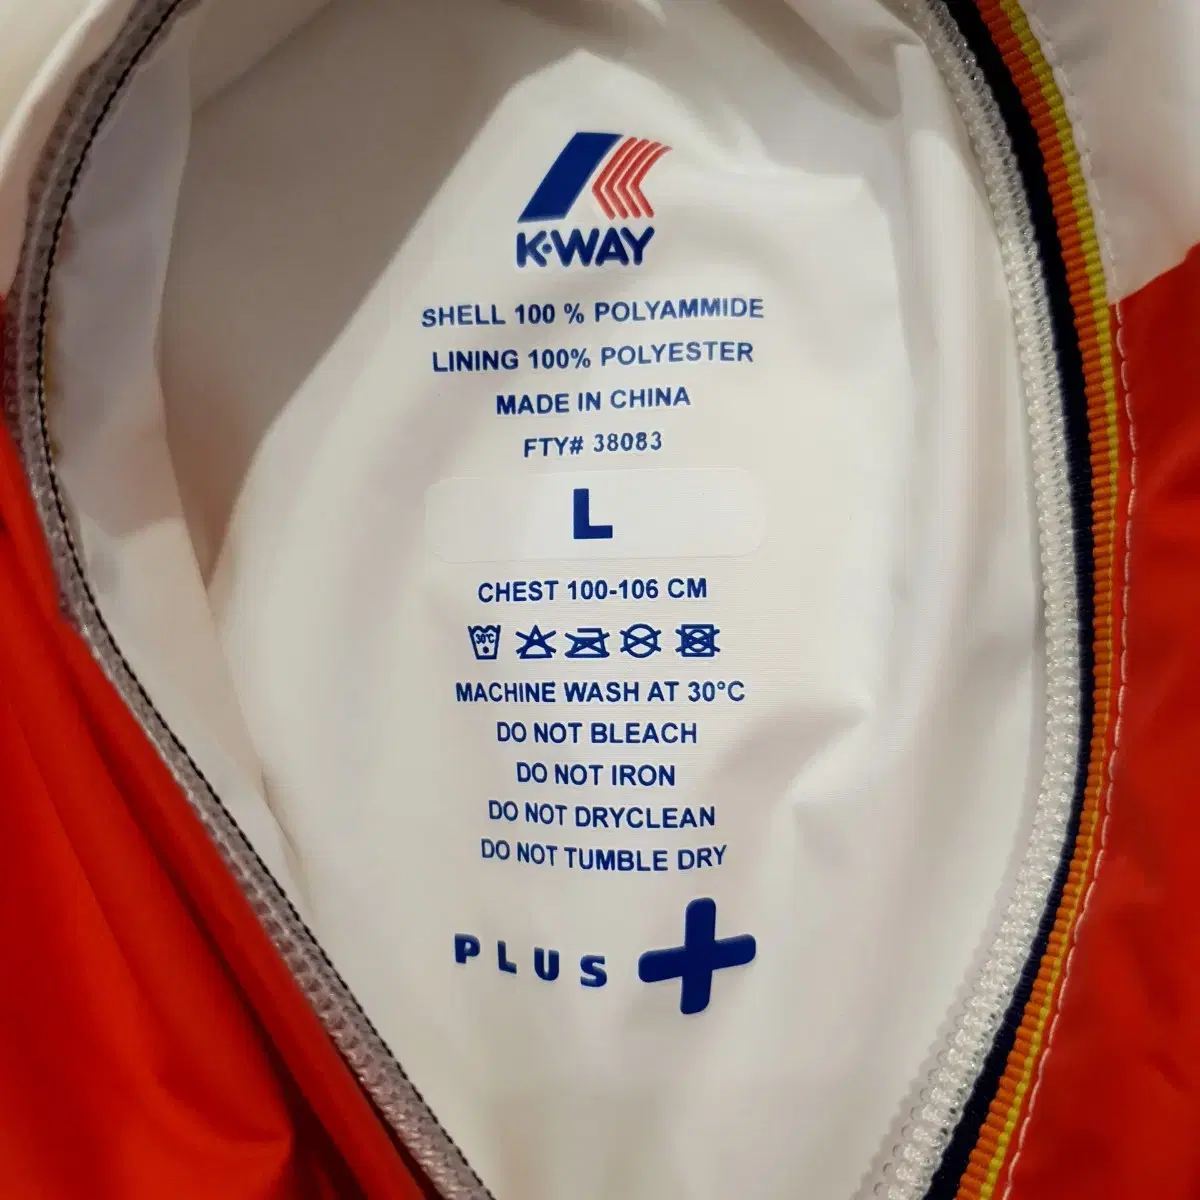 K·WAY
SHELL 100 % POLYAMMIDE
LINING 100% POLYESTER
MADE IN CHINA
FTY# 38083
L
CHEST 100-106 CM
30°C
MACHINE WASH AT 30°C
DO NOT BLEACH
DO NOT IRON
DO NOT DRYCLEAN
DO NOT TUMBLE DRY
PLUS